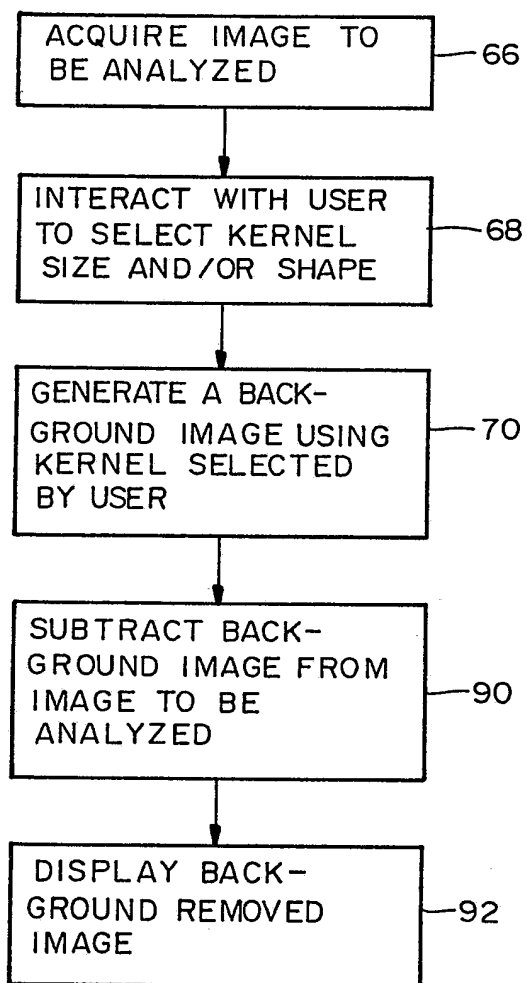 ACQUIRE IMAGE TO
BE ANALYZED
66
INTERACT WITH USER
TO SELECT KERNEL
SIZE AND/OR SHAPE
68
GENERATE A BACK-
GROUND IMAGE USING
KERNEL SELECTED
BY USER
70
SUBTRACT BACK-
GROUND IMAGE FROM
IMAGE TO BE
ANALYZED
90
DISPLAY BACK-
GROUND REMOVED
IMAGE
92